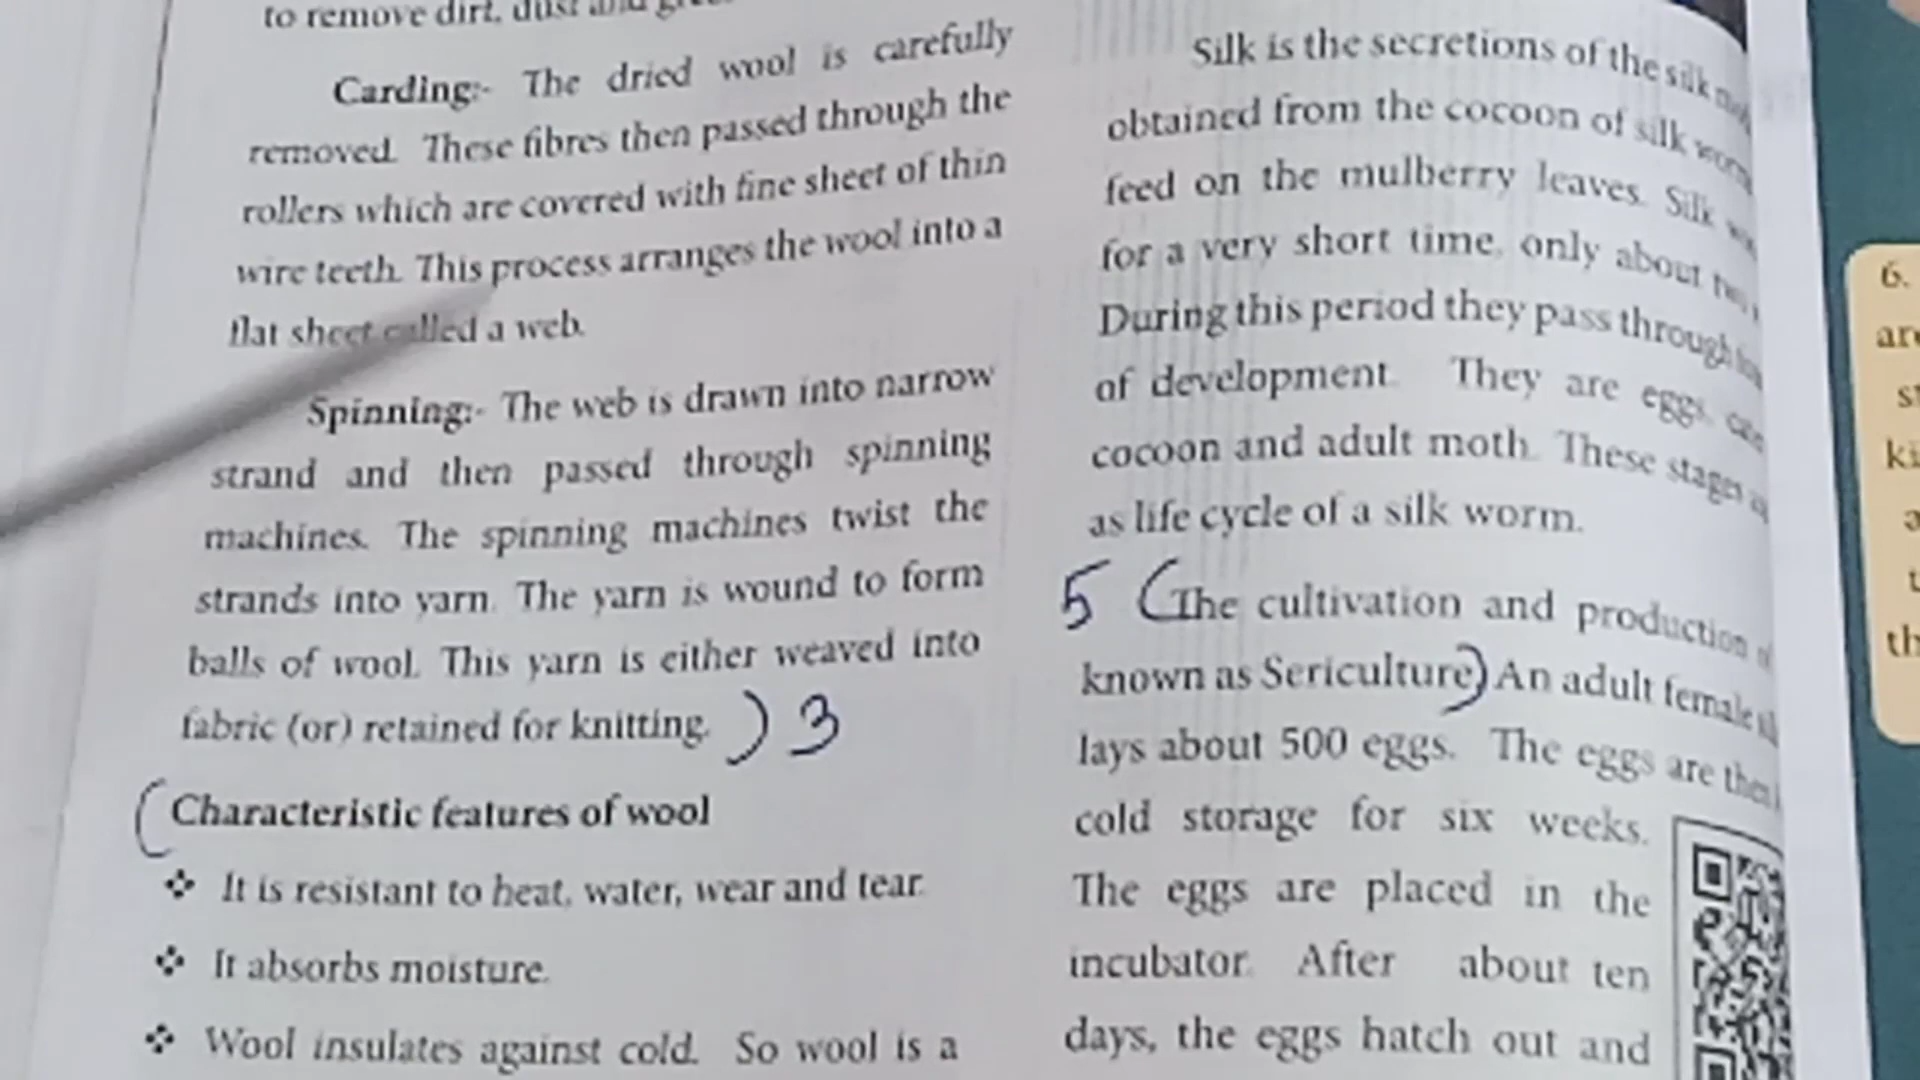 to remove dirt, dust and
Carding:- The dried wool is carefully
removed. These fibres then passed through the
rollers which are covered with fine sheet of thin
wire teeth. This process arranges the wool into a
flat sheet called a web.
Spinning:- The web is drawn into narrow
strand and then passed through spinning
machines. The spinning machines twist the
strands into yarn. The yarn is wound to form
balls of wool. This yarn is either weaved into
fabric (or) retained for knitting. ) 3
(Characteristic features of wool
❖ It is resistant to heat, water, wear and tear.
❖ It absorbs moisture.
❖ Wool insulates against cold. So wool is a
Silk is the secretions of the silk
obtained from the cocoon of silk
feed on the mulberry leaves. Silk
for a very short time, only about
During this period they pass through
of development. They are eggs,
cocoon and adult moth. These stages
as life cycle of a silk worm.
5 (The cultivation and production
known as Sericulture) An adult female
lays about 500 eggs. The eggs are then
cold storage for six weeks.
The eggs are placed in the
incubator. After about ten
days, the eggs hatch out and
6.